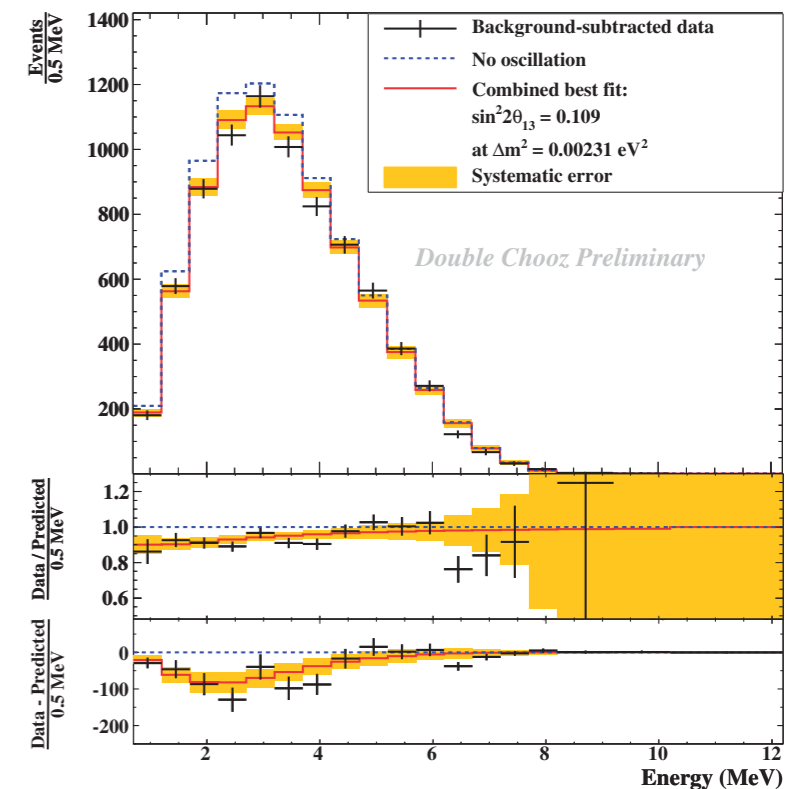 Events
0.5 MeV
1400
1200
1000
800
600
400
200
Background-subtracted data
No oscillation
Combined best fit:
sin²2θ₁₃ = 0.109
at Δm² = 0.00231 eV²
Systematic error
Double Chooz Preliminary
Data / Predicted
0.5 MeV
1.2
1.0
0.8
0.6
Data - Predicted
0.5 MeV
0
-100
-200
2 4 6 8 10 12
Energy (MeV)